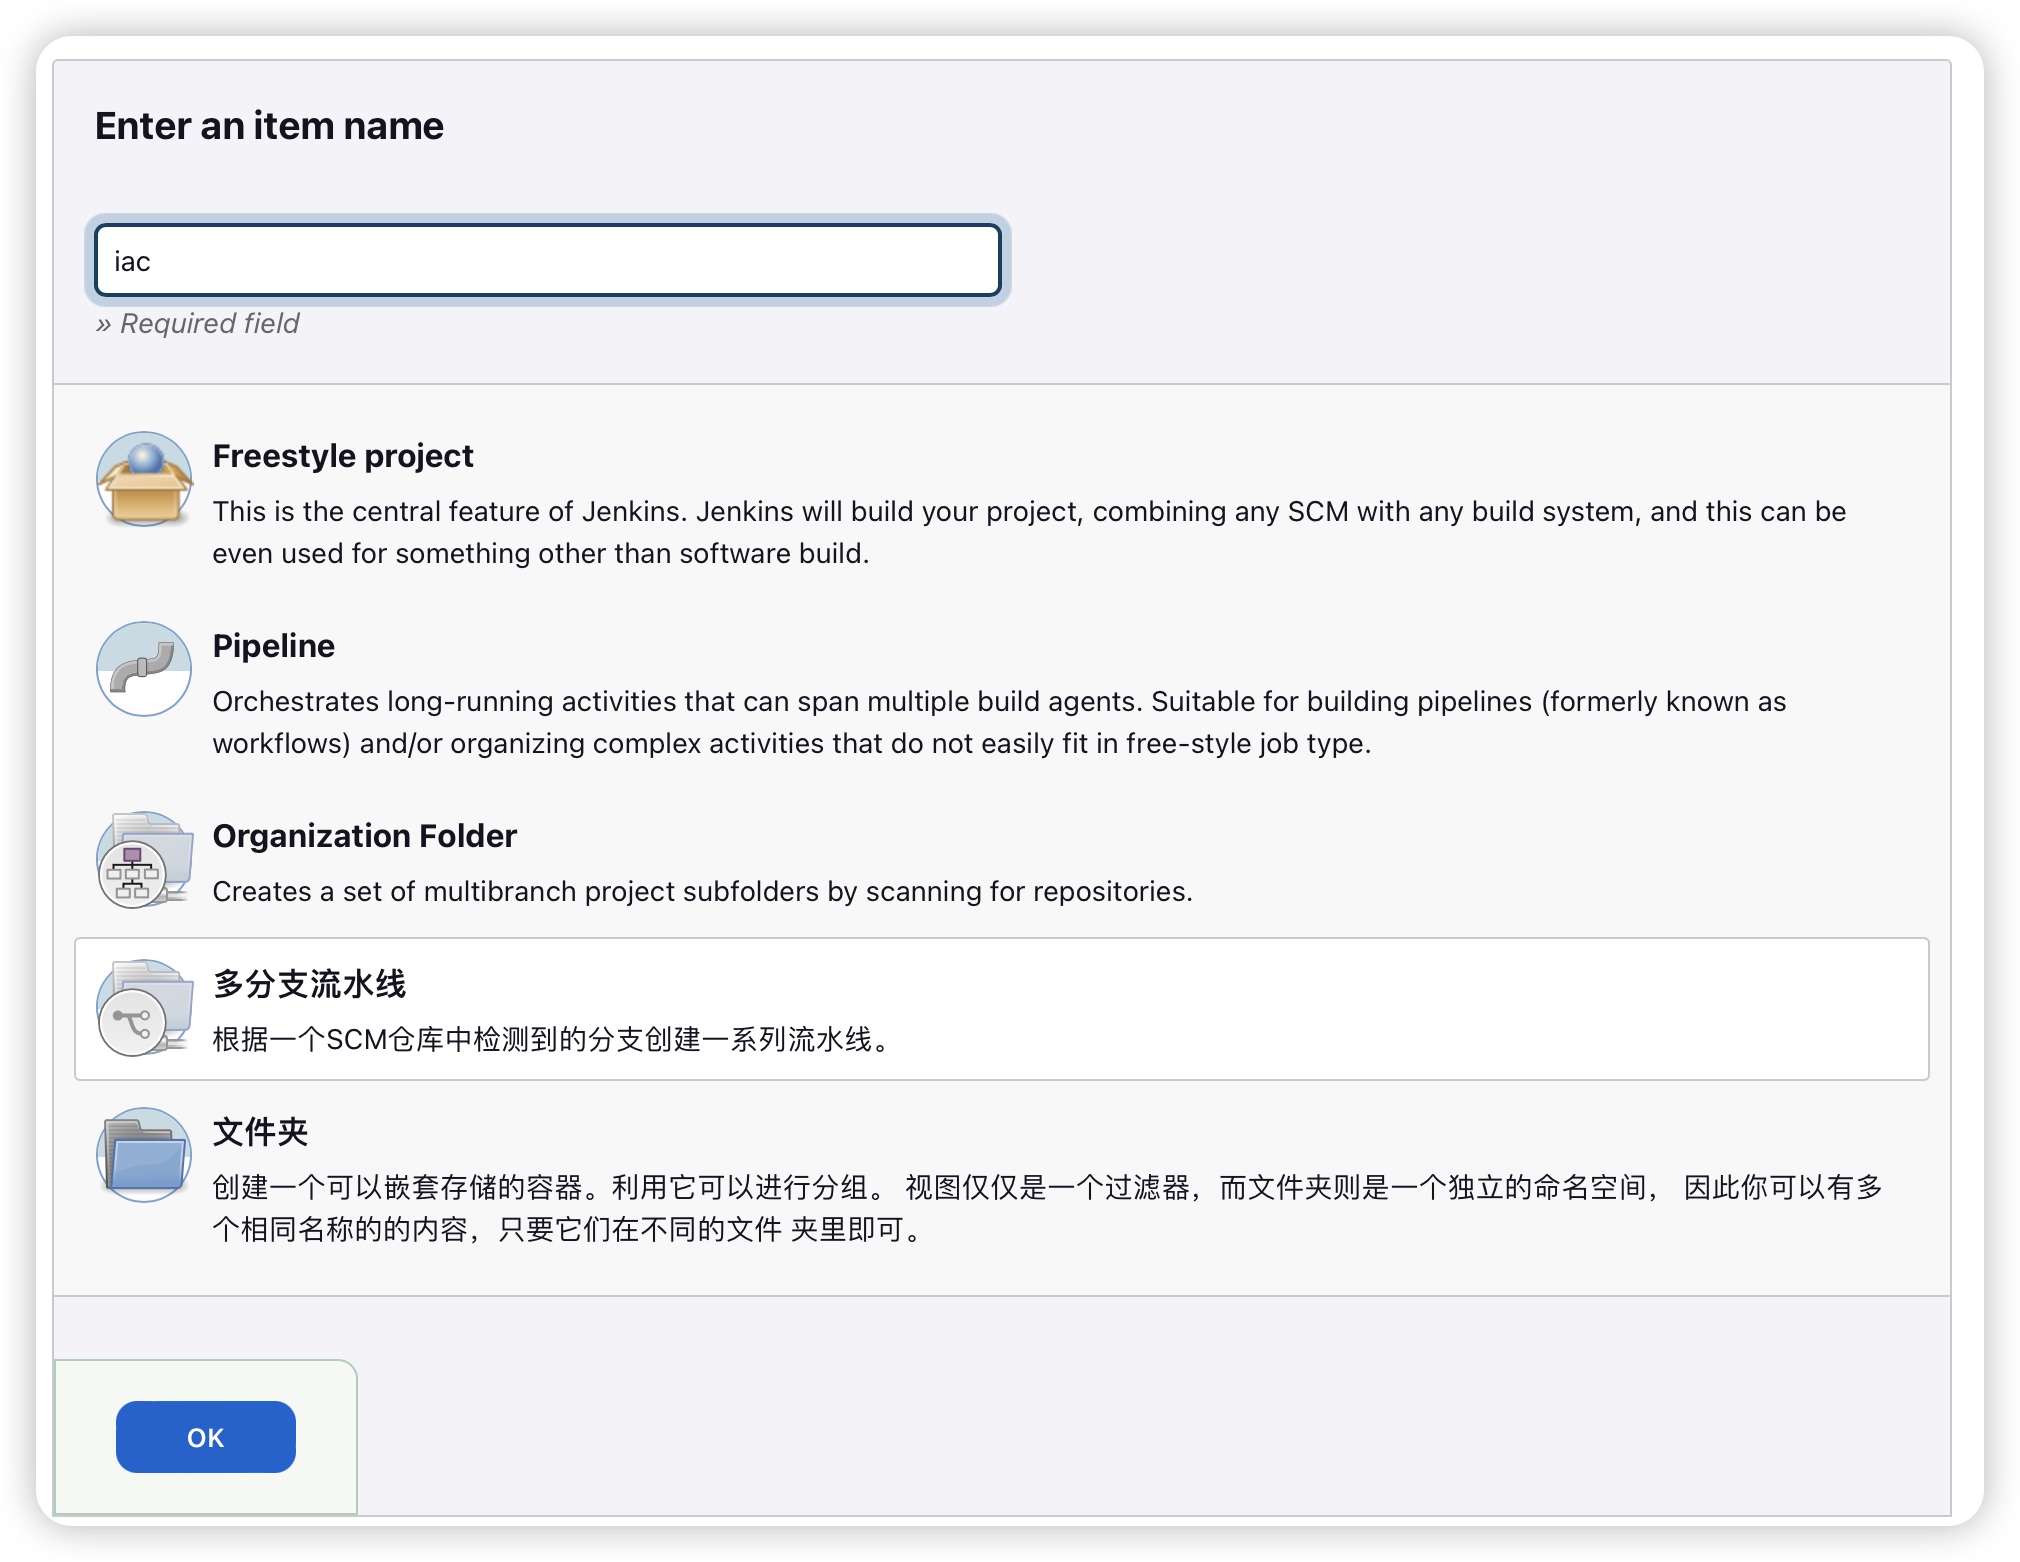 Enter an item name
iac
» Required field
Freestyle project
This is the central feature of Jenkins. Jenkins will build your project, combining any SCM with any build system, and this can be
even used for something other than software build.
Pipeline
Orchestrates long-running activities that can span multiple build agents. Suitable for building pipelines (formerly known as
workflows) and/or organizing complex activities that do not easily fit in free-style job type.
Organization Folder
Creates a set of multibranch project subfolders by scanning for repositories.
多分支流水线
根据一个SCM仓库中检测到的分支创建一系列流水线。
文件夹
创建一个可以嵌套存储的容器。利用它可以进行分组。 视图仅仅是一个过滤器，而文件夹则是一个独立的命名空间， 因此你可以有多
个相同名称的的内容，只要它们在不同的文件 夹里即可。
OK